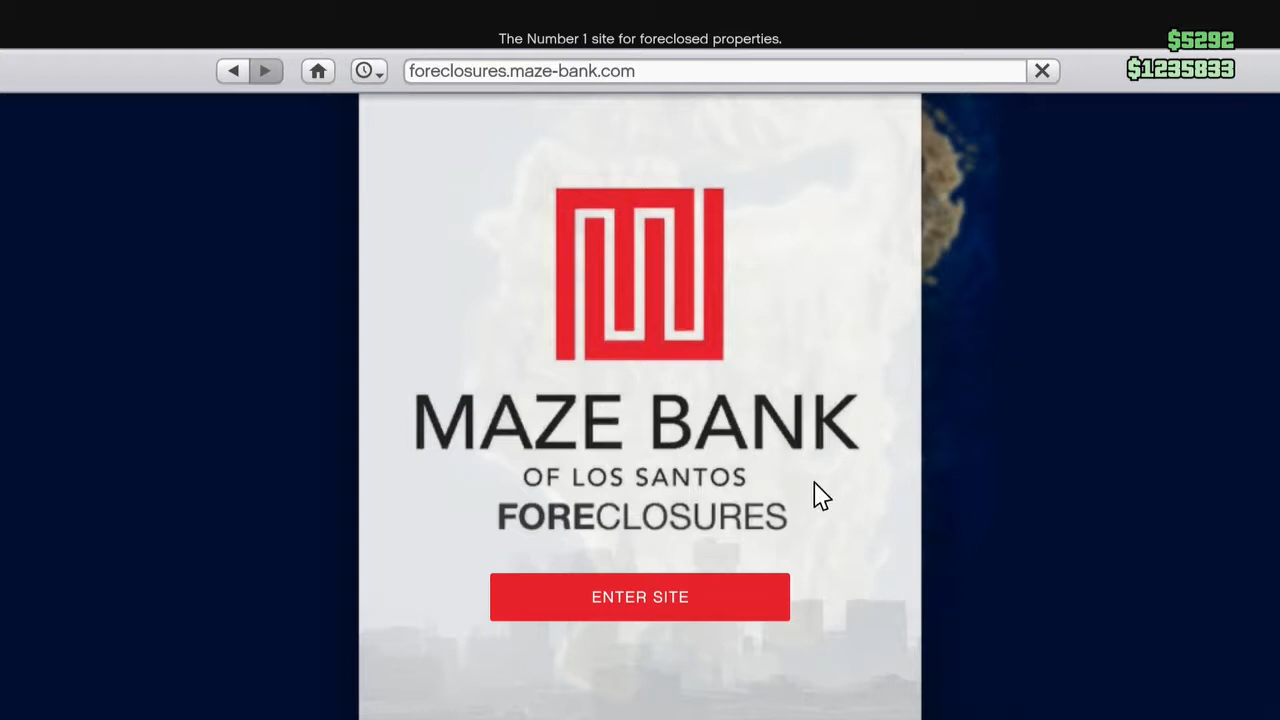 The Number 1 site for foreclosed properties.
$5292
foreclosures.maze-bank.com
$1235833
MAZE BANK
OF LOS SANTOS
FORECLOSURES
ENTER SITE